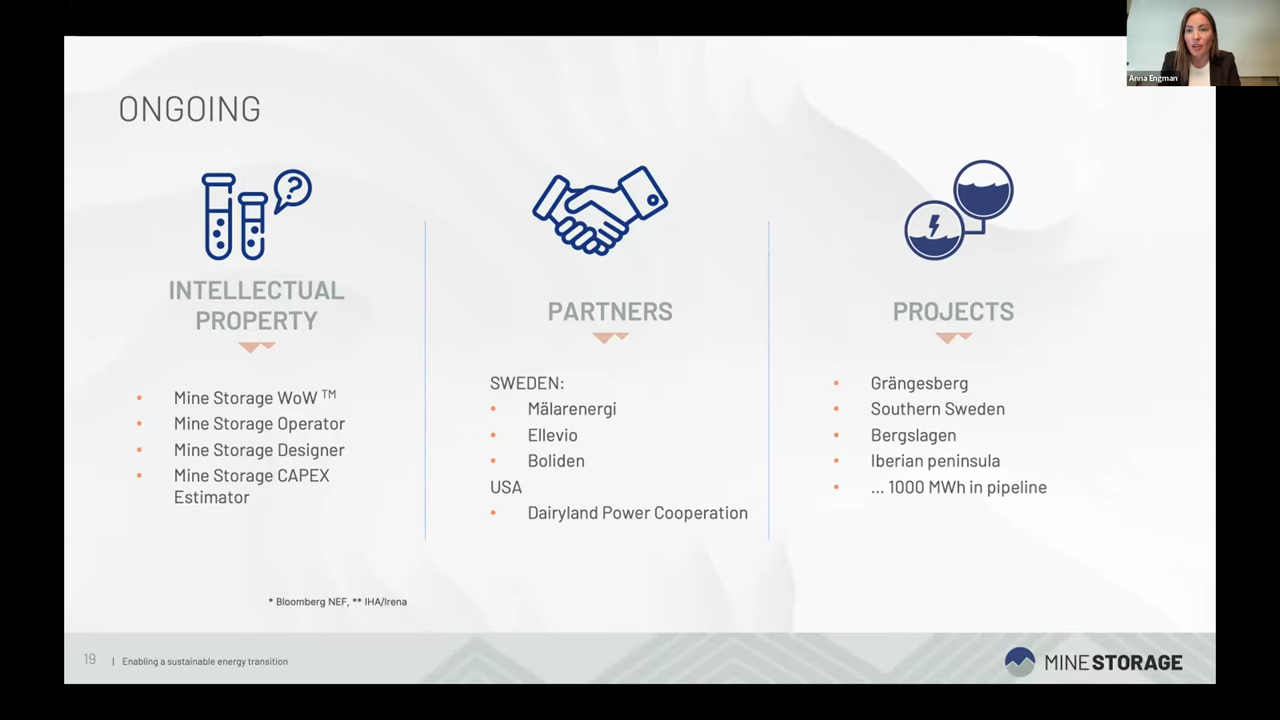 Anna Engman
ONGOING
?
INTELLECTUAL
PROPERTY
Mine Storage WoW TM
Mine Storage Operator
Mine Storage Designer
Mine Storage CAPEX
Estimator
PARTNERS
SWEDEN:
Mälarenergi
Ellevio
Boliden
USA
Dairyland Power Cooperation
PROJECTS
Grängesberg
Southern Sweden
Bergslagen
Iberian peninsula
... 1000 MWh in pipeline
* Bloomberg NEF, ** IHA/Irena
19 | Enabling a sustainable energy transition
MINE STORAGE